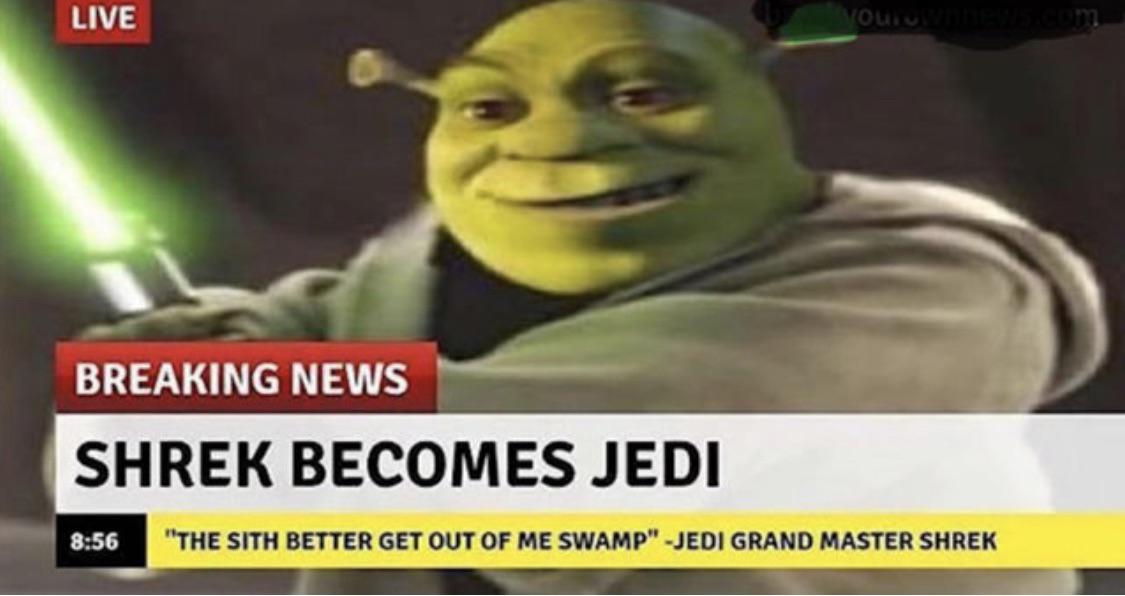 LIVE
BREAKING NEWS
SHREK BECOMES JEDI
8:56
"THE SITH BETTER GET OUT OF ME SWAMP" -JEDI GRAND MASTER SHREK